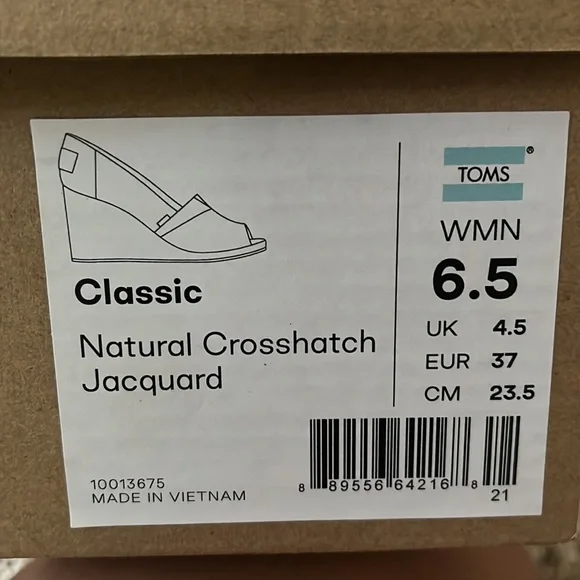 Classic
Natural Crosshatch
Jacquard
10013675
MADE IN VIETNAM
TOMS®
WMN
6.5
UK 4.5
EUR 37
CM 23.5
8 89556 64216 8
21